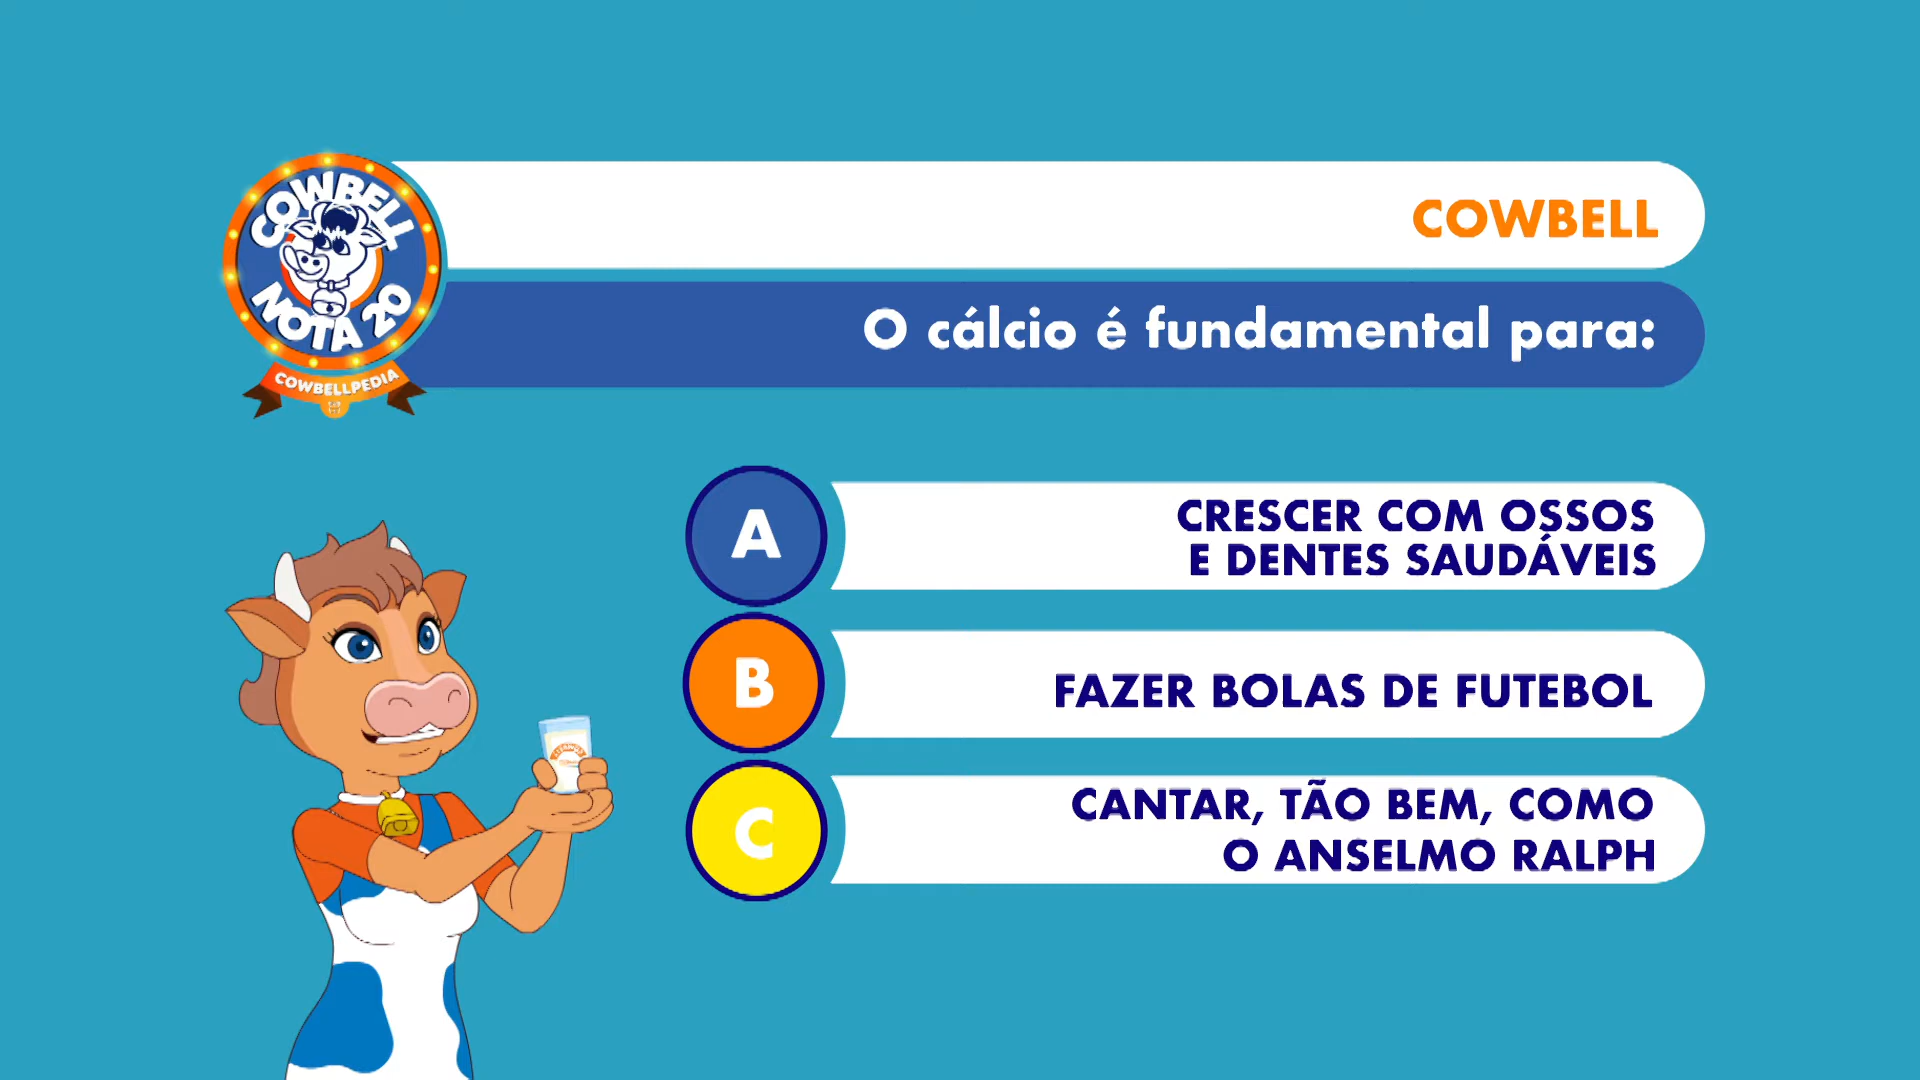 COWBELL
NOTA 20
COWBELLPEDIA
COWBELL
O cálcio é fundamental para:
A
CRESCER COM OSSOS
E DENTES SAUDÁVEIS
B
FAZER BOLAS DE FUTEBOL
C
CANTAR, TÃO BEM, COMO
O ANSELMO RALPH